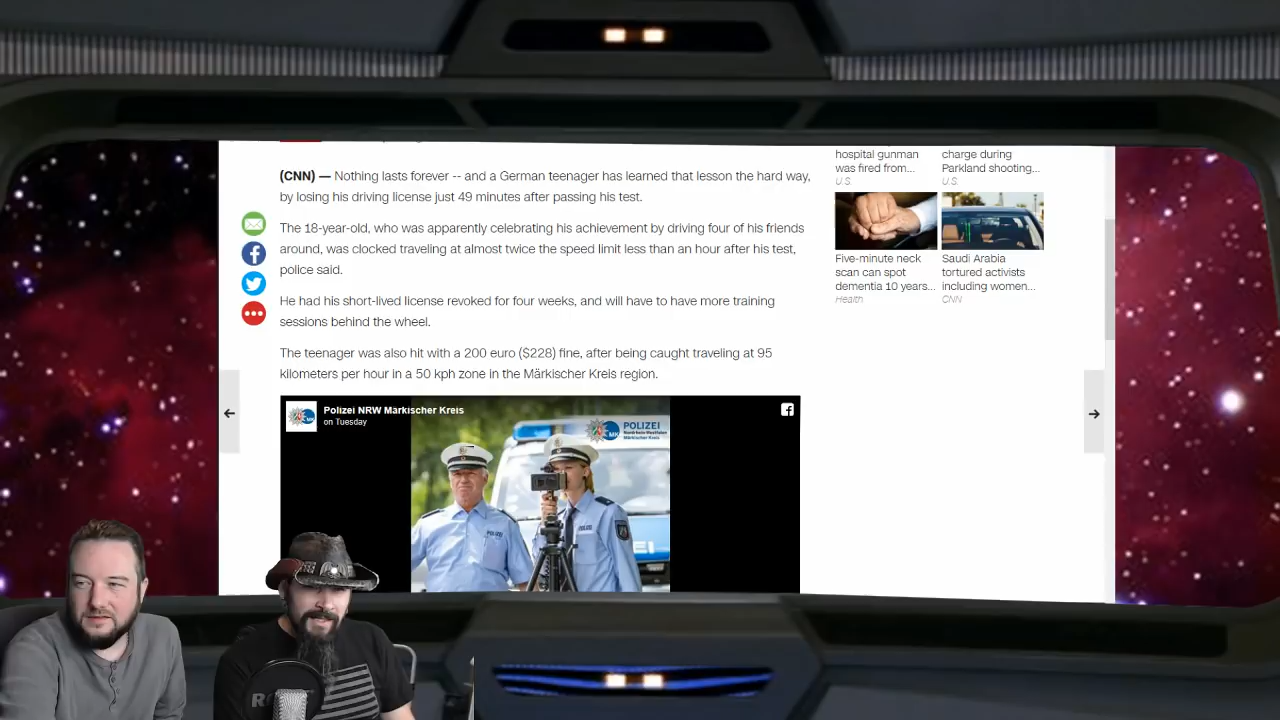 hospital gunman
was fired from...
U.S.
charge during
Parkland shooting...
U.S.
(CNN) — Nothing lasts forever -- and a German teenager has learned that lesson the hard way,
by losing his driving license just 49 minutes after passing his test.
The 18-year-old, who was apparently celebrating his achievement by driving four of his friends
around, was clocked traveling at almost twice the speed limit less than an hour after his test,
police said.
He had his short-lived license revoked for four weeks, and will have to have more training
sessions behind the wheel.
The teenager was also hit with a 200 euro ($228) fine, after being caught traveling at 95
kilometers per hour in a 50 kph zone in the Märkischer Kreis region.
Five-minute neck
scan can spot
dementia 10 years...
Health
Saudi Arabia
tortured activists
including women...
CNN
Polizei NRW Märkischer Kreis
on Tuesday
MK
POLIZEI
Nordrhein-Westfalen
Märkischer Kreis
POLIZEI
POLIZEI